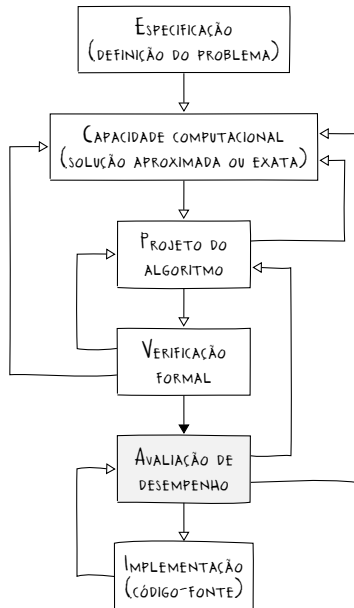 Especificação
(definição do problema)
Capacidade computacional
(solução aproximada ou exata)
Projeto do
algoritmo
Verificação
formal
Avaliação de
desempenho
Implementação
(código-fonte)